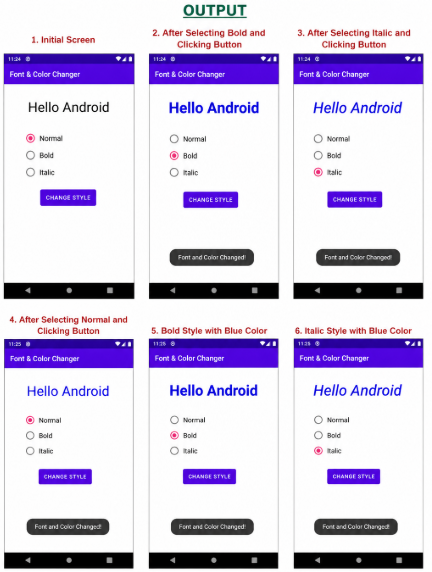 OUTPUT
1. Initial Screen
11:24
Font & Color Changer
Hello Android
Normal
Bold
Italic
CHANGE STYLE
2. After Selecting Bold and
Clicking Button
11:24
Font & Color Changer
Hello Android
Normal
Bold
Italic
CHANGE STYLE
Font and Color Changed!
3. After Selecting Italic and
Clicking Button
11:24
Font & Color Changer
Hello Android
Normal
Bold
Italic
CHANGE STYLE
Font and Color Changed!
4. After Selecting Normal and
Clicking Button
11:25
Font & Color Changer
Hello Android
Normal
Bold
Italic
CHANGE STYLE
Font and Color Changed!
5. Bold Style with Blue Color
11:25
Font & Color Changer
Hello Android
Normal
Bold
Italic
CHANGE STYLE
Font and Color Changed!
6. Italic Style with Blue Color
11:25
Font & Color Changer
Hello Android
Normal
Bold
Italic
CHANGE STYLE
Font and Color Changed!